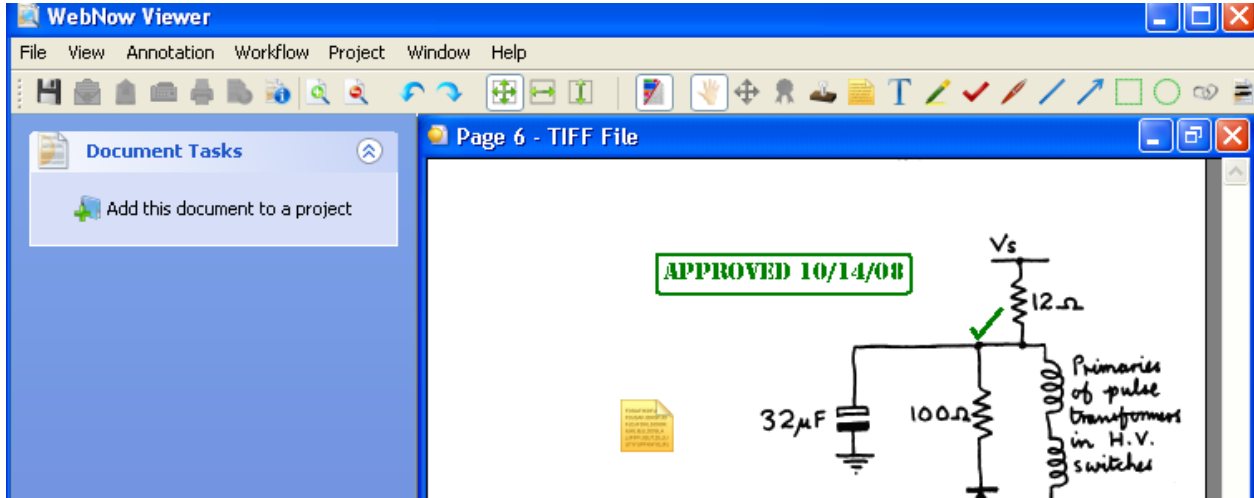 WebNow Viewer
File View Annotation Workflow Project Window Help
T
Document Tasks
Add this document to a project
Page 6 - TIFF File
APPROVED 10/14/08
Vs
12Ω
32μF
100Ω
Primaries
of pulse
transformers
in H.V.
switches